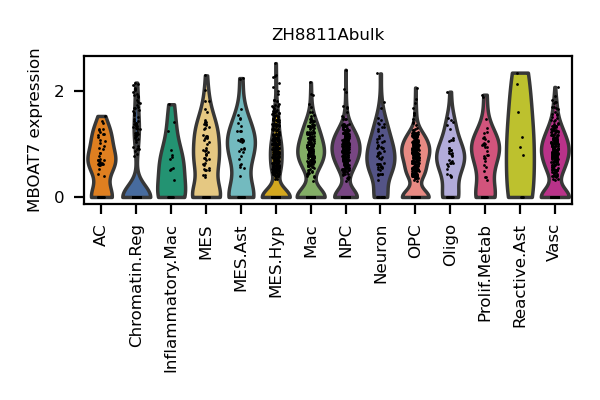 ZH8811Abulk
MBOAT7 expression
2
0
AC
Chromatin.Reg
Inflammatory.Mac
MES
MES.Ast
MES.Hyp
Mac
NPC
Neuron
OPC
Oligo
Prolif.Metab
Reactive.Ast
Vasc